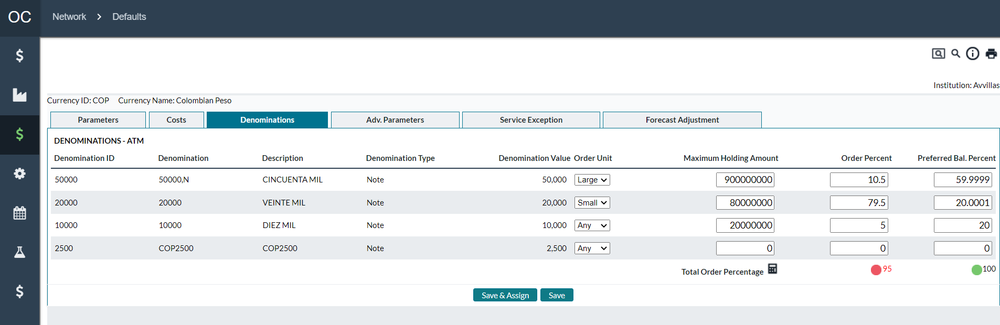 OC Network Defaults
Institution: Avvillas
Currency ID: COP Currency Name: Colombian Peso
Parameters Costs Denominations Adv. Parameters Service Exception Forecast Adjustment
DENOMINATIONS - ATM
Denomination ID Denomination Description Denomination Type Denomination Value Order Unit Maximum Holding Amount Order Percent Preferred Bal. Percent
50000 50000,N CINCUENTA MIL Note 50,000 Large 900000000 10.5 59.9999
20000 20000 VEINTE MIL Note 20,000 Small 80000000 79.5 20.0001
10000 10000 DIEZ MIL Note 10,000 Any 20000000 5 20
2500 COP2500 COP2500 Note 2,500 Any 0 0 0
Total Order Percentage 95 100
Save & Assign Save